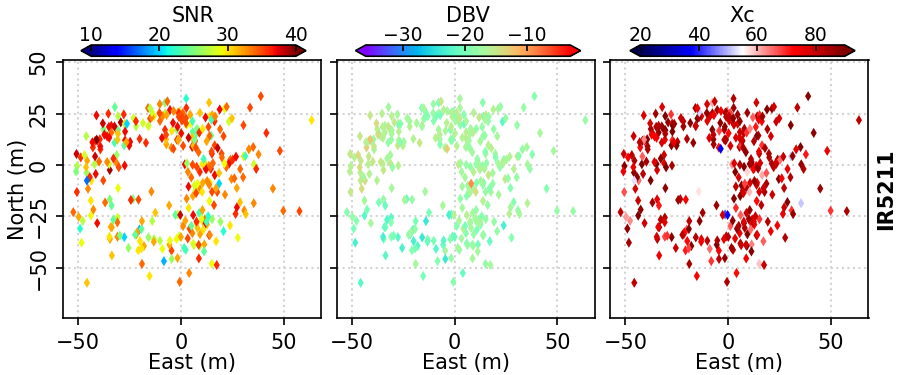 SNR DBV Xc
10 20 30 40 −30 −20 −10 20 40 60 80
50
25
0
−25
−50
North (m)
IR5211
−50 0 50 −50 0 50 −50 0 50
East (m) East (m) East (m)